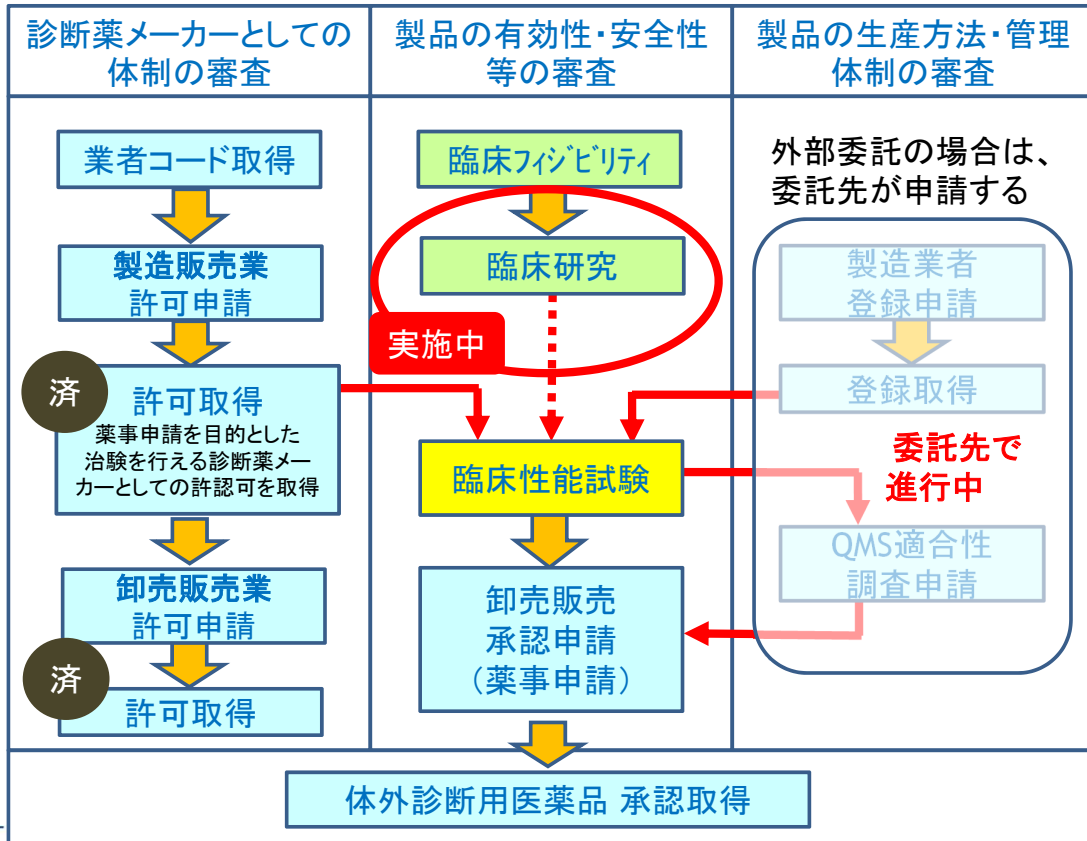 診断薬メーカーとしての
体制の審査
製品の有効性・安全性
等の審査
製品の生産方法・管理
体制の審査
業者コード取得
製造販売業
許可申請
済
許可取得
薬事申請を目的とした
治験を行える診断薬メー
カーとしての許認可を取得
卸売販売業
許可申請
済
許可取得
臨床フィジビリティ
臨床研究
実施中
臨床性能試験
卸売販売
承認申請
（薬事申請）
外部委託の場合は、
委託先が申請する
製造業者
登録申請
登録取得
委託先で
進行中
QMS適合性
調査申請
体外診断用医薬品 承認取得